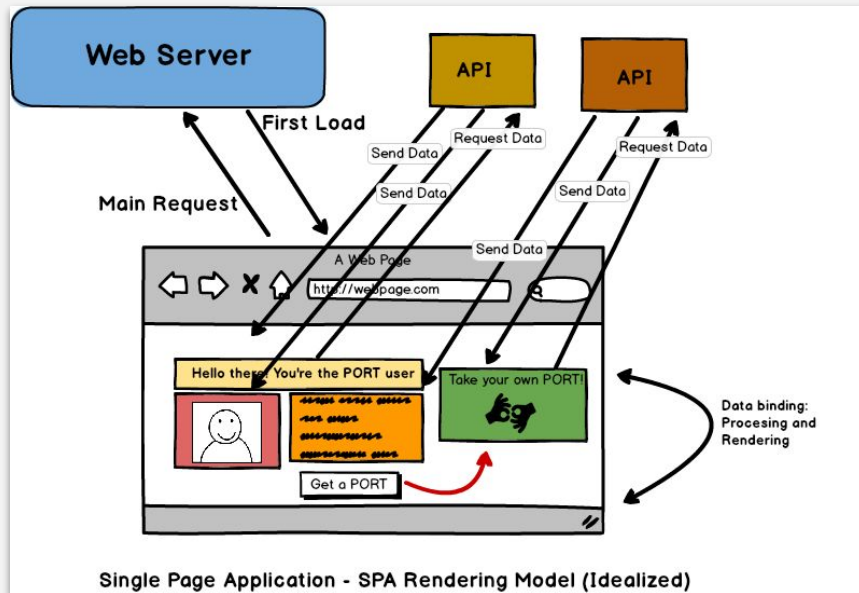 Web Server
API
API
First Load
Main Request
Send Data
Request Data
Send Data
Request Data
Send Data
Send Data
A Web Page
http://webpage.com
Hello there! You're the PORT user
Take your own PORT!
Get a PORT
Data binding:
Procesing and
Rendering
Single Page Application - SPA Rendering Model (Idealized)